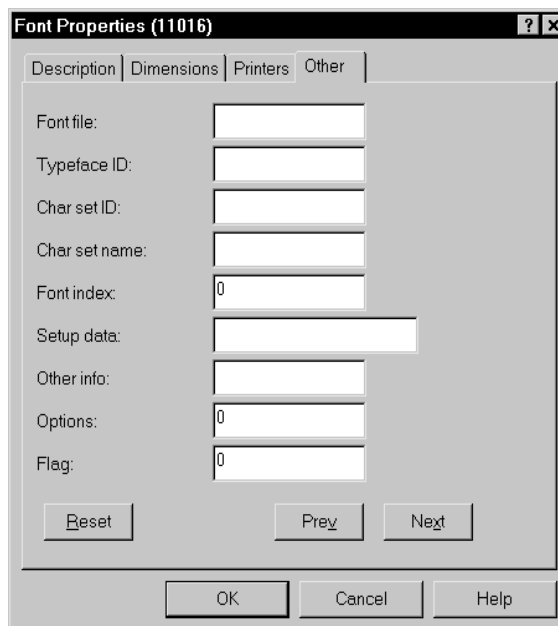 Font Properties (11016)
Description Dimensions Printers Other
Font file:
Typeface ID:
Char set ID:
Char set name:
Font index: 0
Setup data:
Other info:
Options: 0
Flag: 0
Reset Prev Next
OK Cancel Help